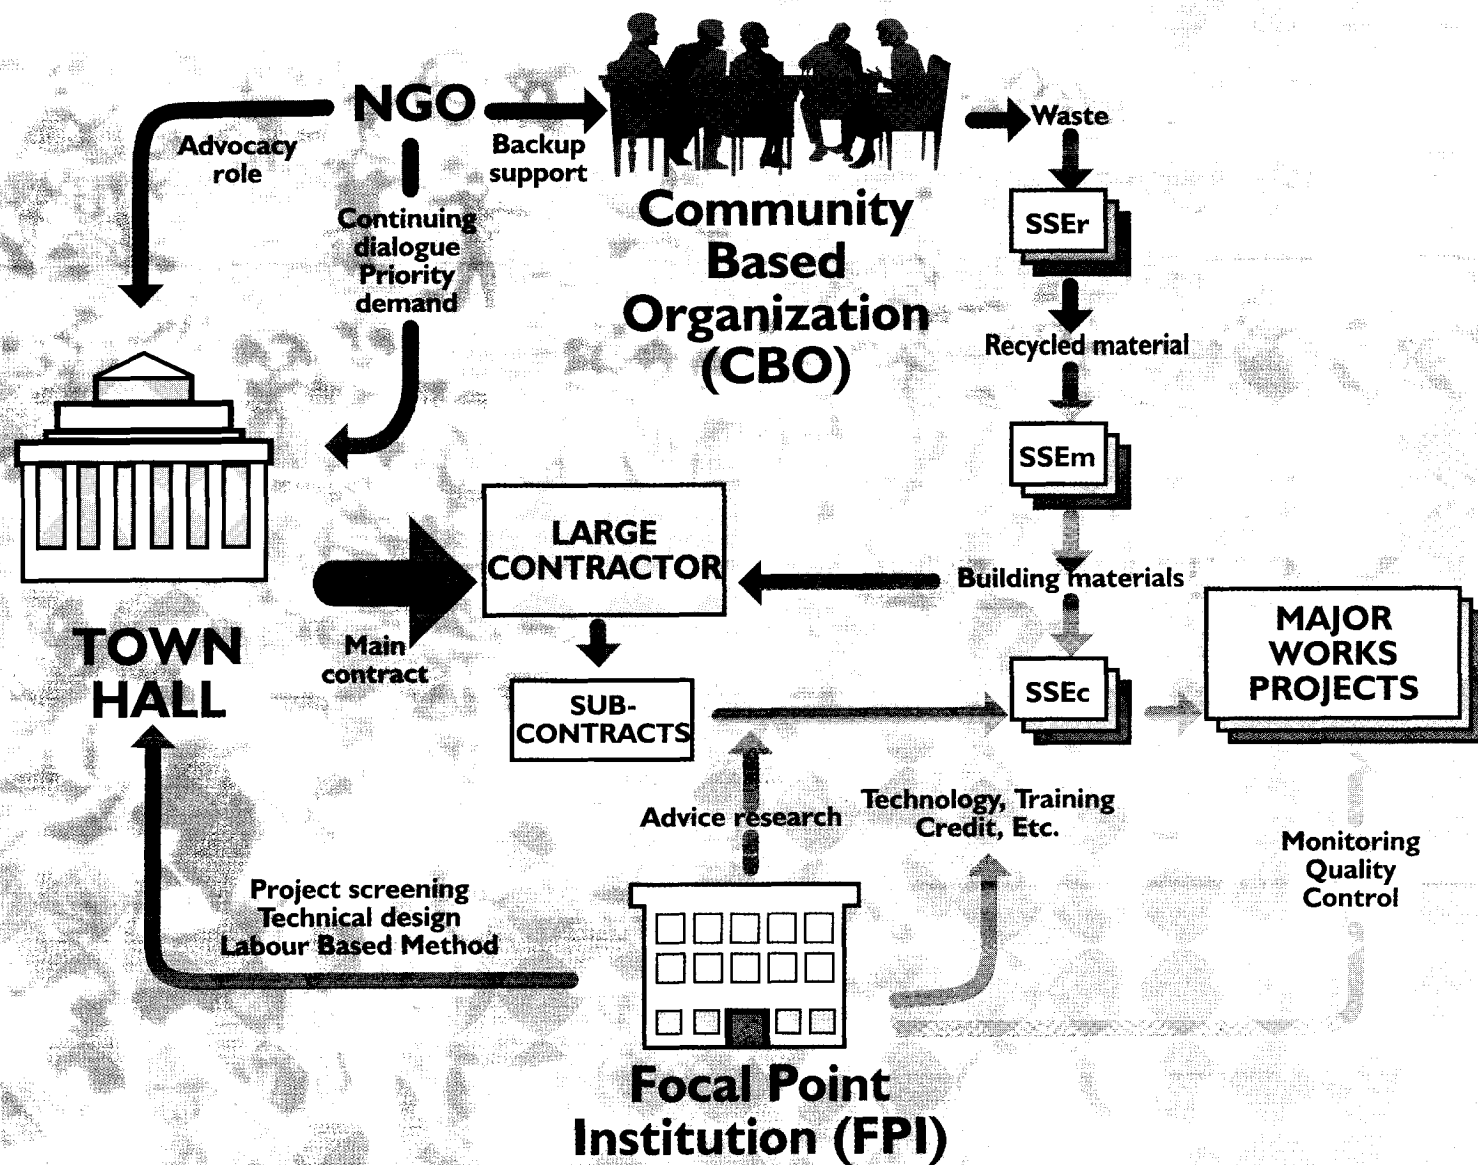 NGO
Advocacy
role
Backup
support
Continuing
dialogue
Priority
demand
Community
Based
Organization
(CBO)
Waste
SSEr
Recycled material
SSEm
Building materials
LARGE
CONTRACTOR
TOWN
HALL
Main
contract
SUB-
CONTRACTS
SSEc
MAJOR
WORKS
PROJECTS
Advice research
Technology, Training
Credit, Etc.
Monitoring
Quality
Control
Project screening
Technical design
Labour Based Method
Focal Point
Institution (FPI)